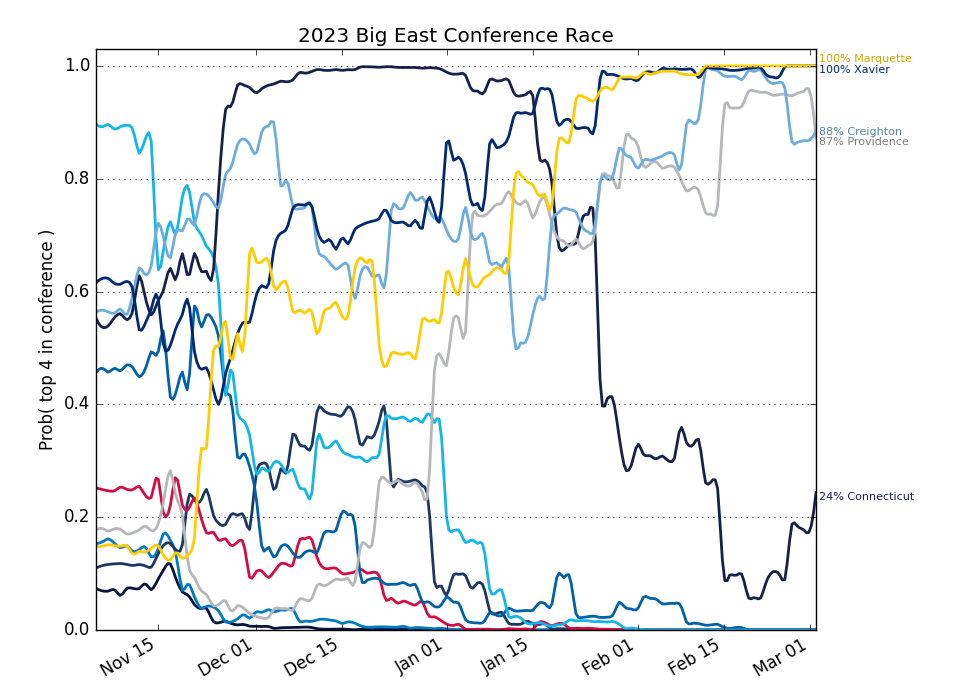 2023 Big East Conference Race
Prob( top 4 in conference )
1.0
0.8
0.6
0.4
0.2
0.0
Nov 15
Dec 01
Dec 15
Jan 01
Jan 15
Feb 01
Feb 15
Mar 01
100% Marquette
100% Xavier
88% Creighton
87% Providence
24% Connecticut